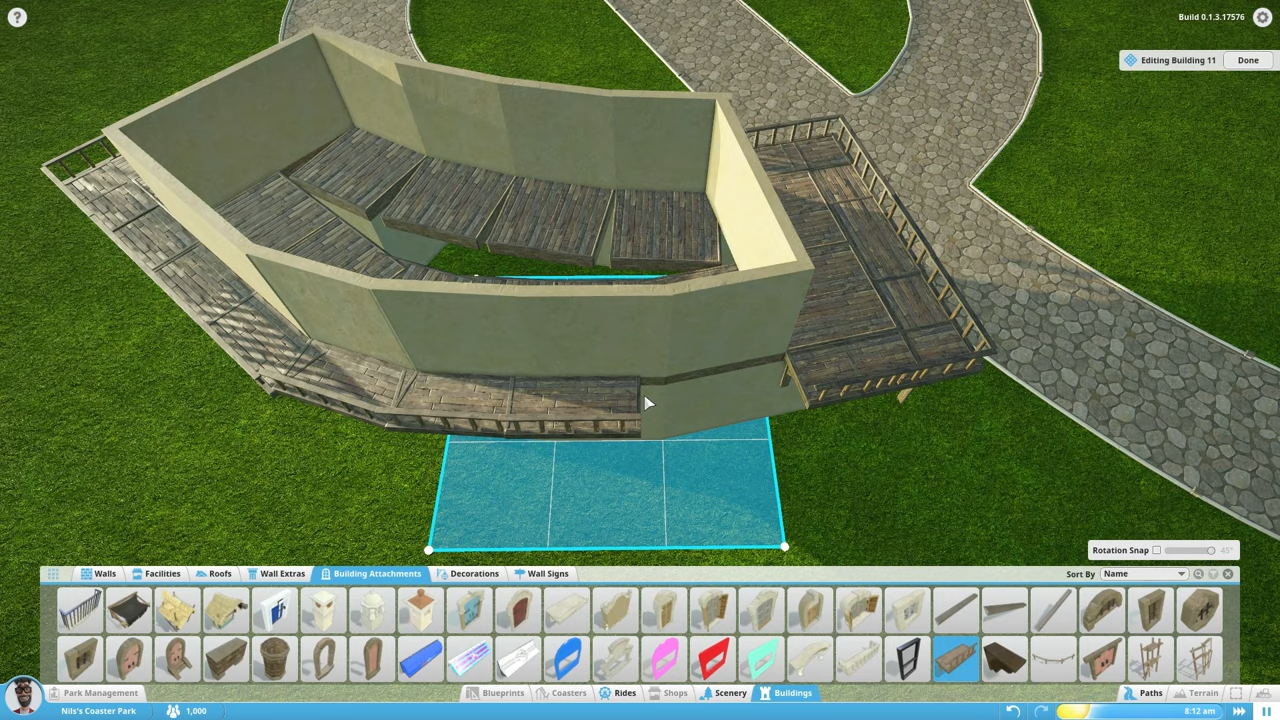 ?
Build 0.1.3.17576
Editing Building 11 Done
Rotation Snap 45°
Walls Facilities Roofs Wall Extras Building Attachments Decorations Wall Signs Sort By Name
Park Management Blueprints Coasters Rides Shops Scenery Buildings Paths Terrain
Nils's Coaster Park 1,000 8:12 am